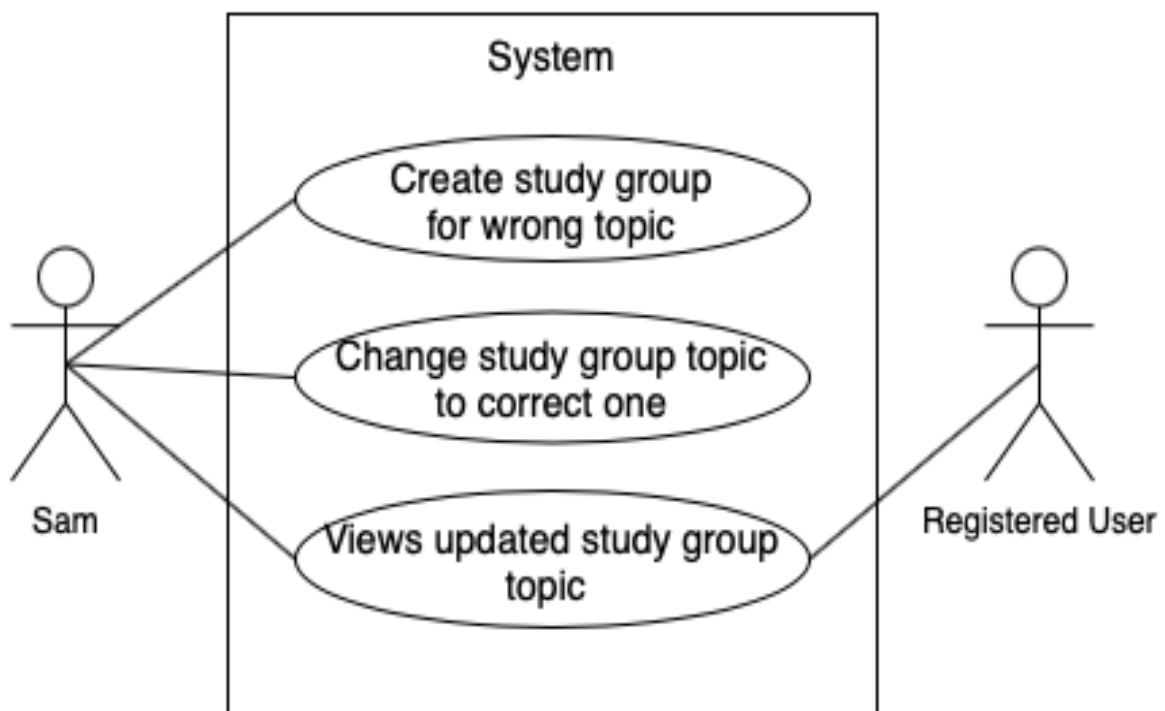 System
Create study group
for wrong topic
Change study group topic
to correct one
Views updated study group
topic
Sam
Registered User